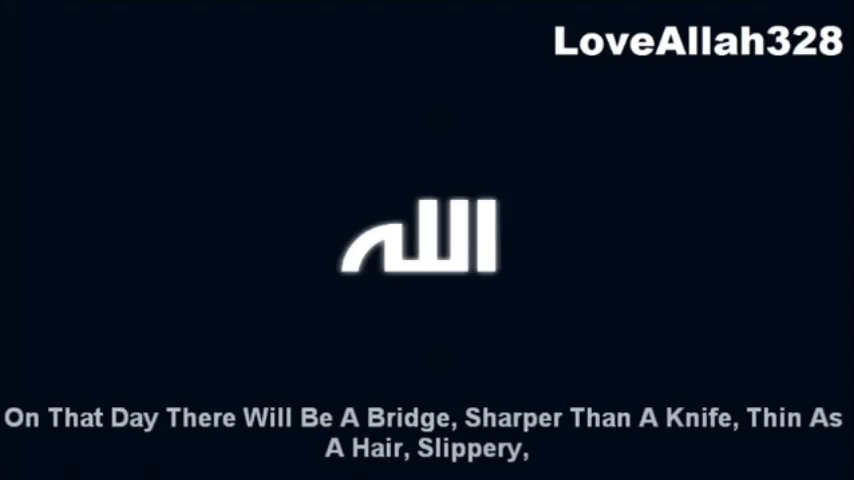 LoveAllah328
الله
On That Day There Will Be A Bridge, Sharper Than A Knife, Thin As
A Hair, Slippery,